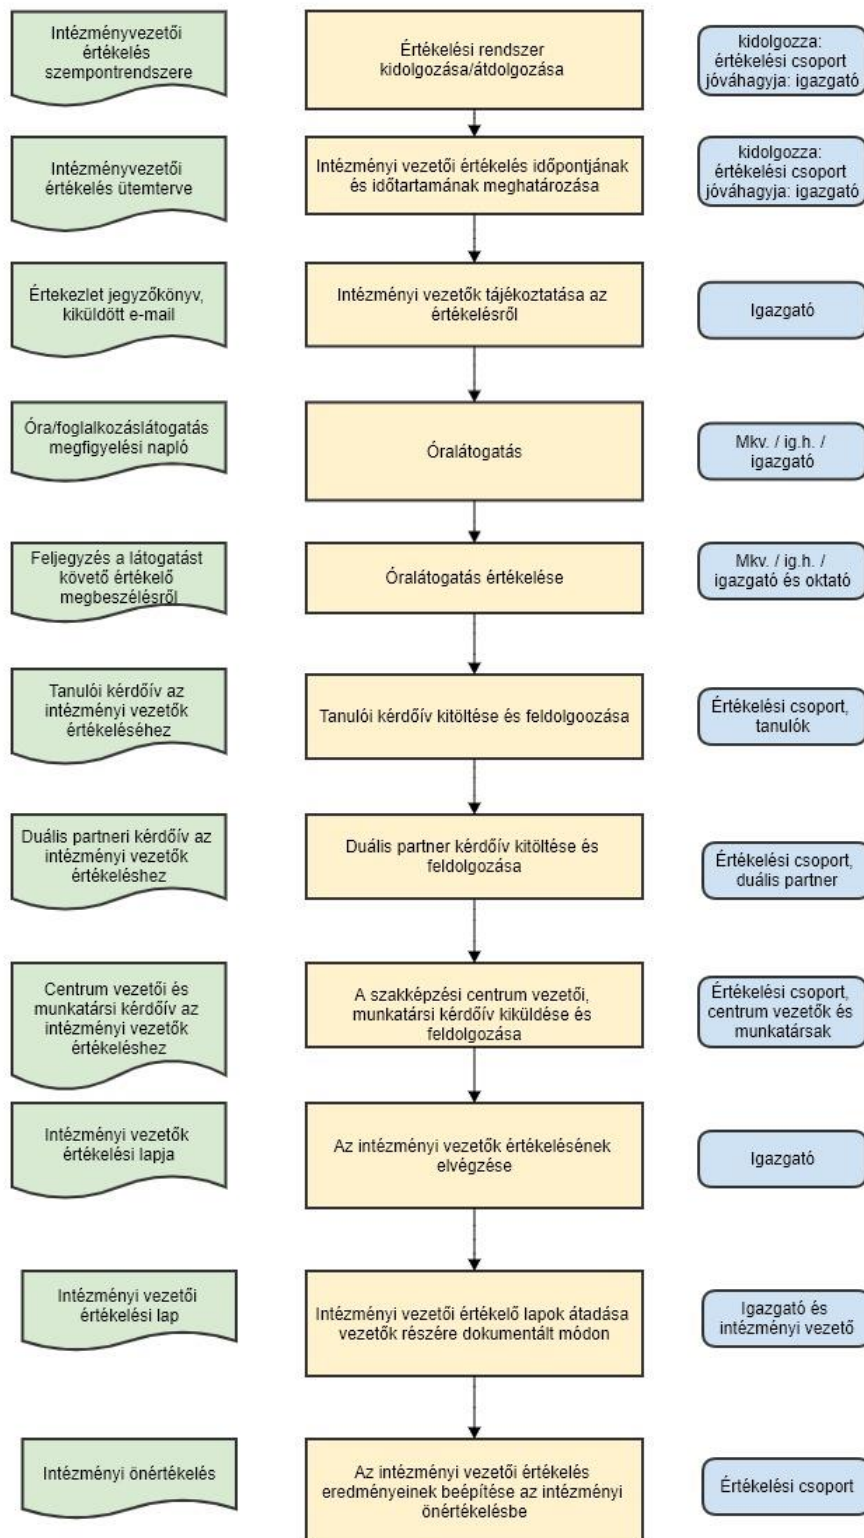 Intézményvezetői
értékelés
szempontrendszere
Értékelési rendszer
kidolgozása/átdolgozása
kidolgozza:
értékelési csoport
jóváhagyja: igazgató
Intézményvezetői
értékelés ütemterve
Intézményi vezetői értékelés időpontjának
és időtartamának meghatározása
kidolgozza:
értékelési csoport
jóváhagyja: igazgató
Értekezlet jegyzőkönyv,
kiküldött e-mail
Intézményi vezetők tájékoztatása az
értékelésről
Igazgató
Óra/foglalkozáslátogatás
megfigyelési napló
Óralátogatás
Mkv. / ig.h. /
igazgató
Feljegyzés a látogatást
követő értékelő
megbeszélésről
Óralátogatás értékelése
Mkv. / ig.h. /
igazgató és oktató
Tanulói kérdőív az
intézményi vezetők
értékeléséhez
Tanulói kérdőív kitöltése és feldolgoozása
Értékelési csoport,
tanulók
Duális partneri kérdőív az
intézményi vezetők
értékeléshez
Duális partner kérdőív kitöltése és
feldolgozása
Értékelési csoport,
duális partner
Centrum vezetői és
munkatársi kérdőív az
intézményi vezetők
értékeléshez
A szakképzési centrum vezetői,
munkatársi kérdőív kiküldése és
feldolgozása
Értékelési csoport,
centrum vezetők és
munkatársak
Intézményi vezetők
értékelési lapja
Az intézményi vezetők értékelésének
elvégzése
Igazgató
Intézményi vezetői
értékelési lap
Intézményi vezetői értékelő lapok átadása
vezetők részére dokumentált módon
Igazgató és
intézményi vezető
Intézményi önértékelés
Az intézményi vezetői értékelés
eredményeinek beépítése az intézményi
önértékelésbe
Értékelési csoport